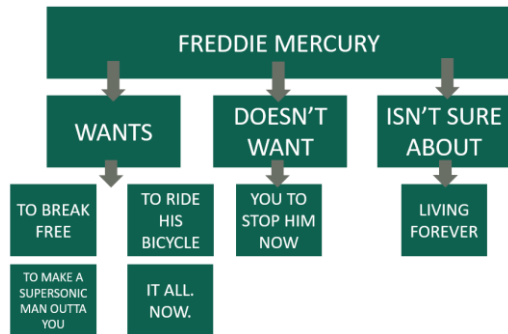 FREDDIE MERCURY
WANTS
DOESN'T
WANT
ISN'T SURE
ABOUT
TO BREAK
FREE
TO RIDE
HIS
BICYCLE
YOU TO
STOP HIM
NOW
LIVING
FOREVER
TO MAKE A
SUPERSONIC
MAN OUTTA
YOU
IT ALL.
NOW.